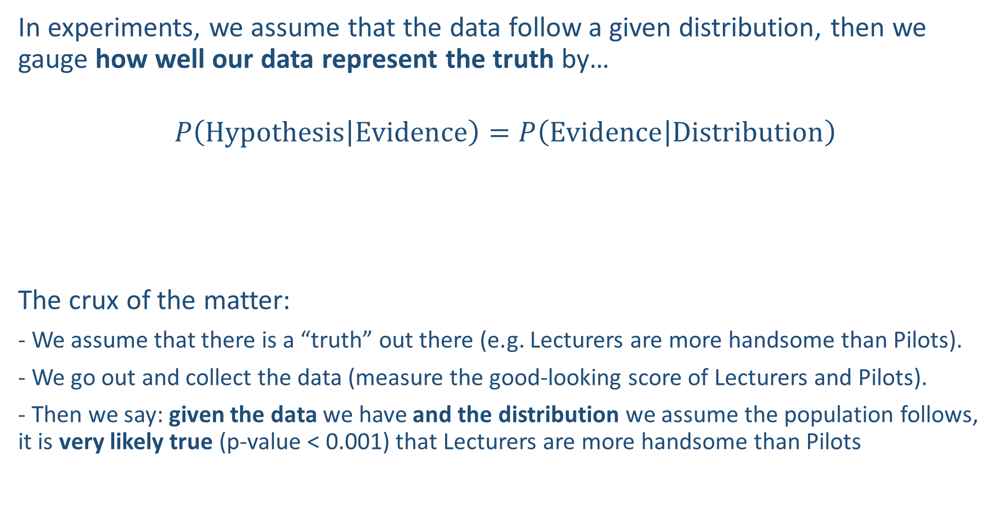 In experiments, we assume that the data follow a given distribution, then we
gauge how well our data represent the truth by…
P(Hypothesis|Evidence) = P(Evidence|Distribution)
The crux of the matter:
- We assume that there is a “truth” out there (e.g. Lecturers are more handsome than Pilots).
- We go out and collect the data (measure the good-looking score of Lecturers and Pilots).
- Then we say: given the data we have and the distribution we assume the population follows,
it is very likely true (p-value < 0.001) that Lecturers are more handsome than Pilots